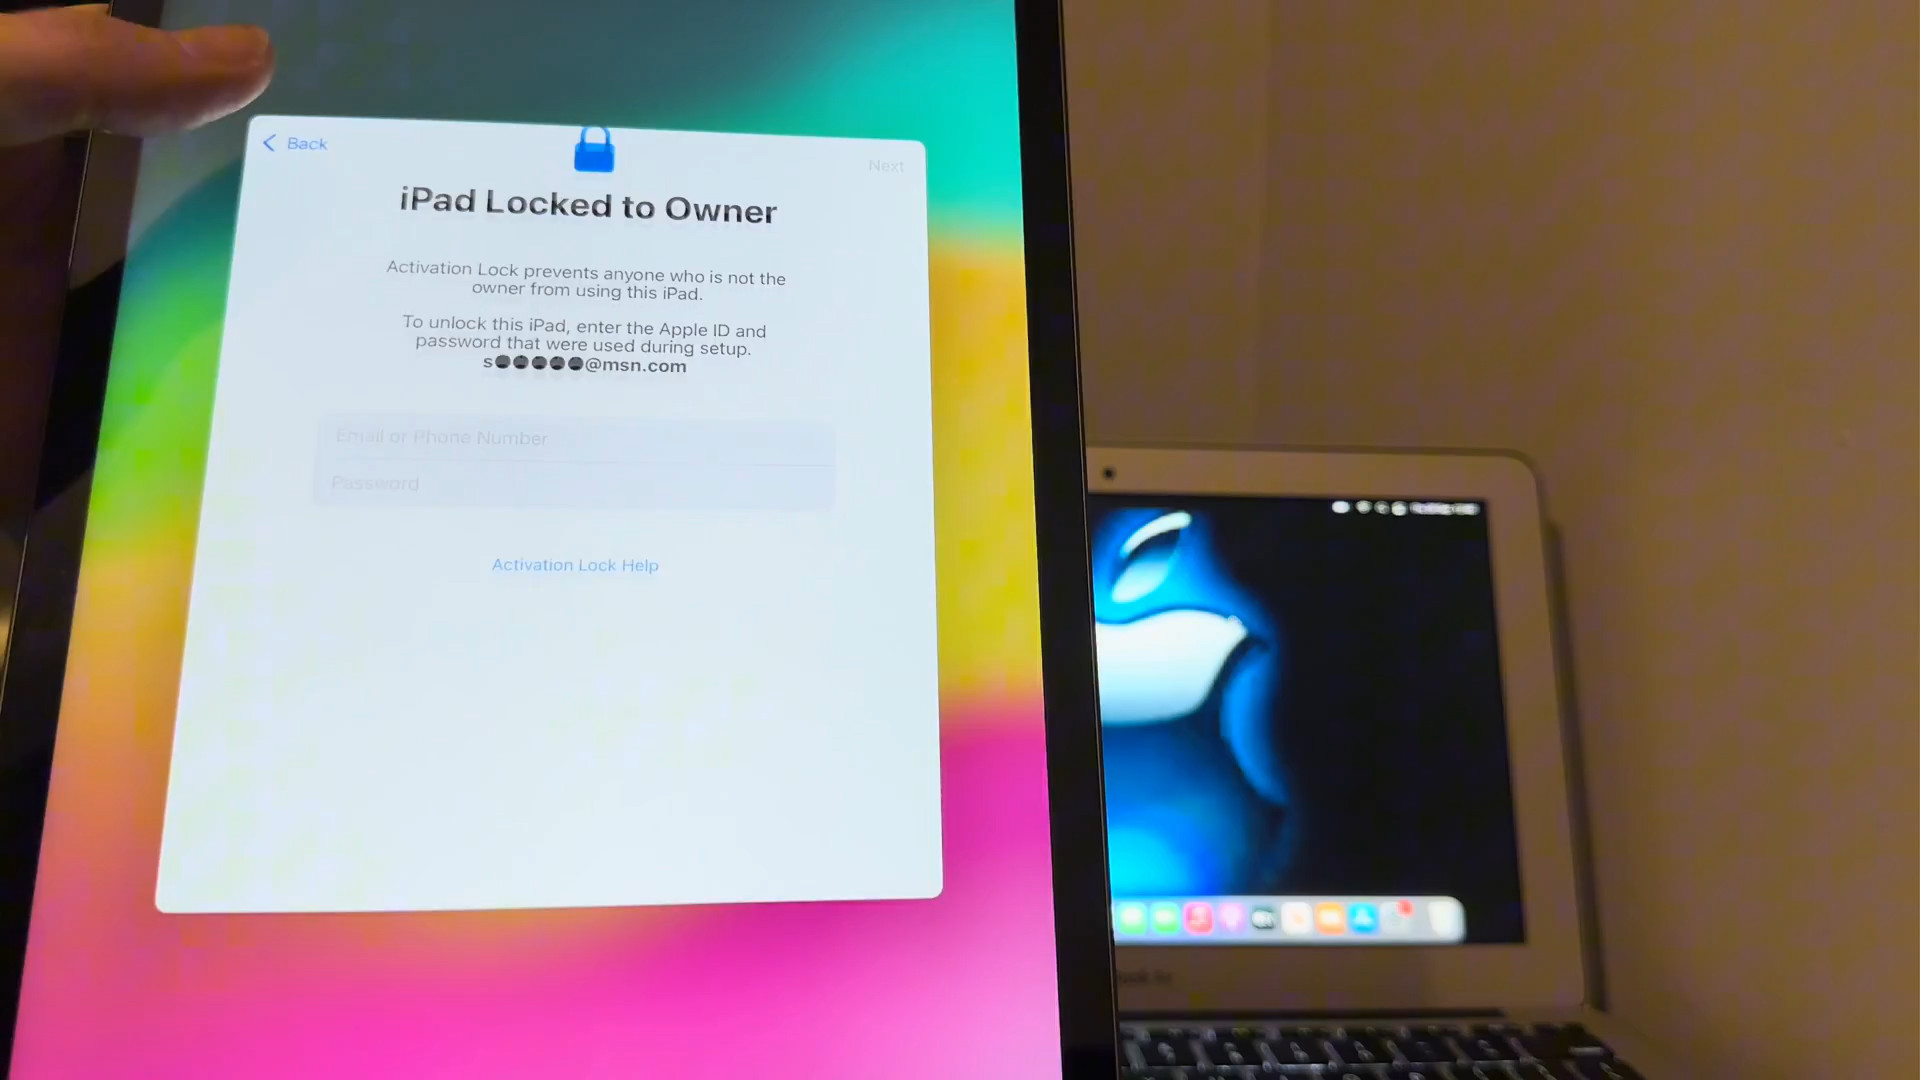 Back
Next
iPad Locked to Owner
Activation Lock prevents anyone who is not the
owner from using this iPad.
To unlock this iPad, enter the Apple ID and
password that were used during setup.
s●●●●●@msn.com
Email or Phone Number
Password
Activation Lock Help